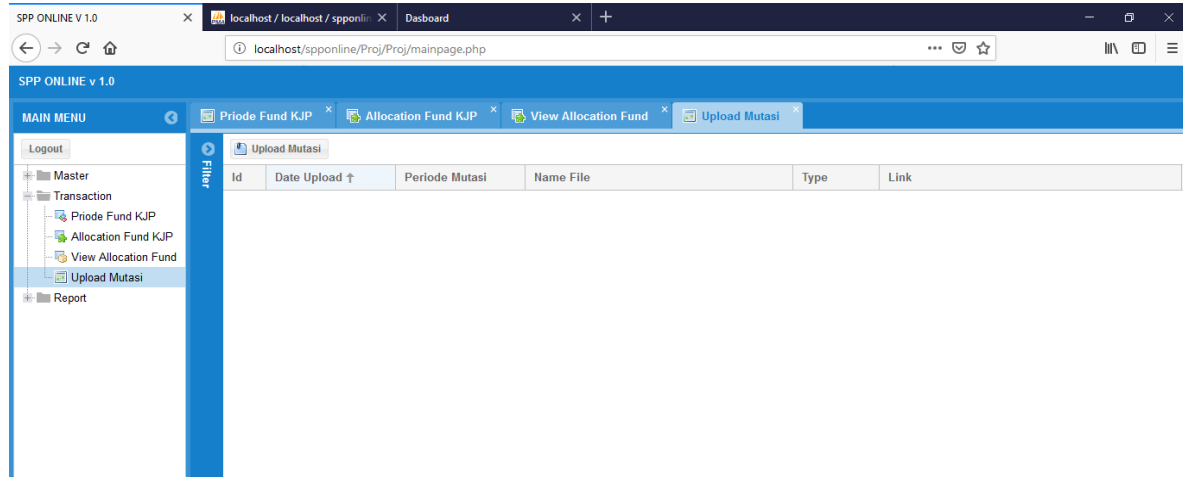 SPP ONLINE V 1.0
localhost / localhost / spponlin
Dasboard
localhost/spponline/Proj/Proj/mainpage.php
SPP ONLINE v 1.0
MAIN MENU
Priode Fund KJP
Allocation Fund KJP
View Allocation Fund
Upload Mutasi
Logout
Master
Transaction
Priode Fund KJP
Allocation Fund KJP
View Allocation Fund
Upload Mutasi
Report
Filter
Upload Mutasi
Id Date Upload Periode Mutasi Name File Type Link